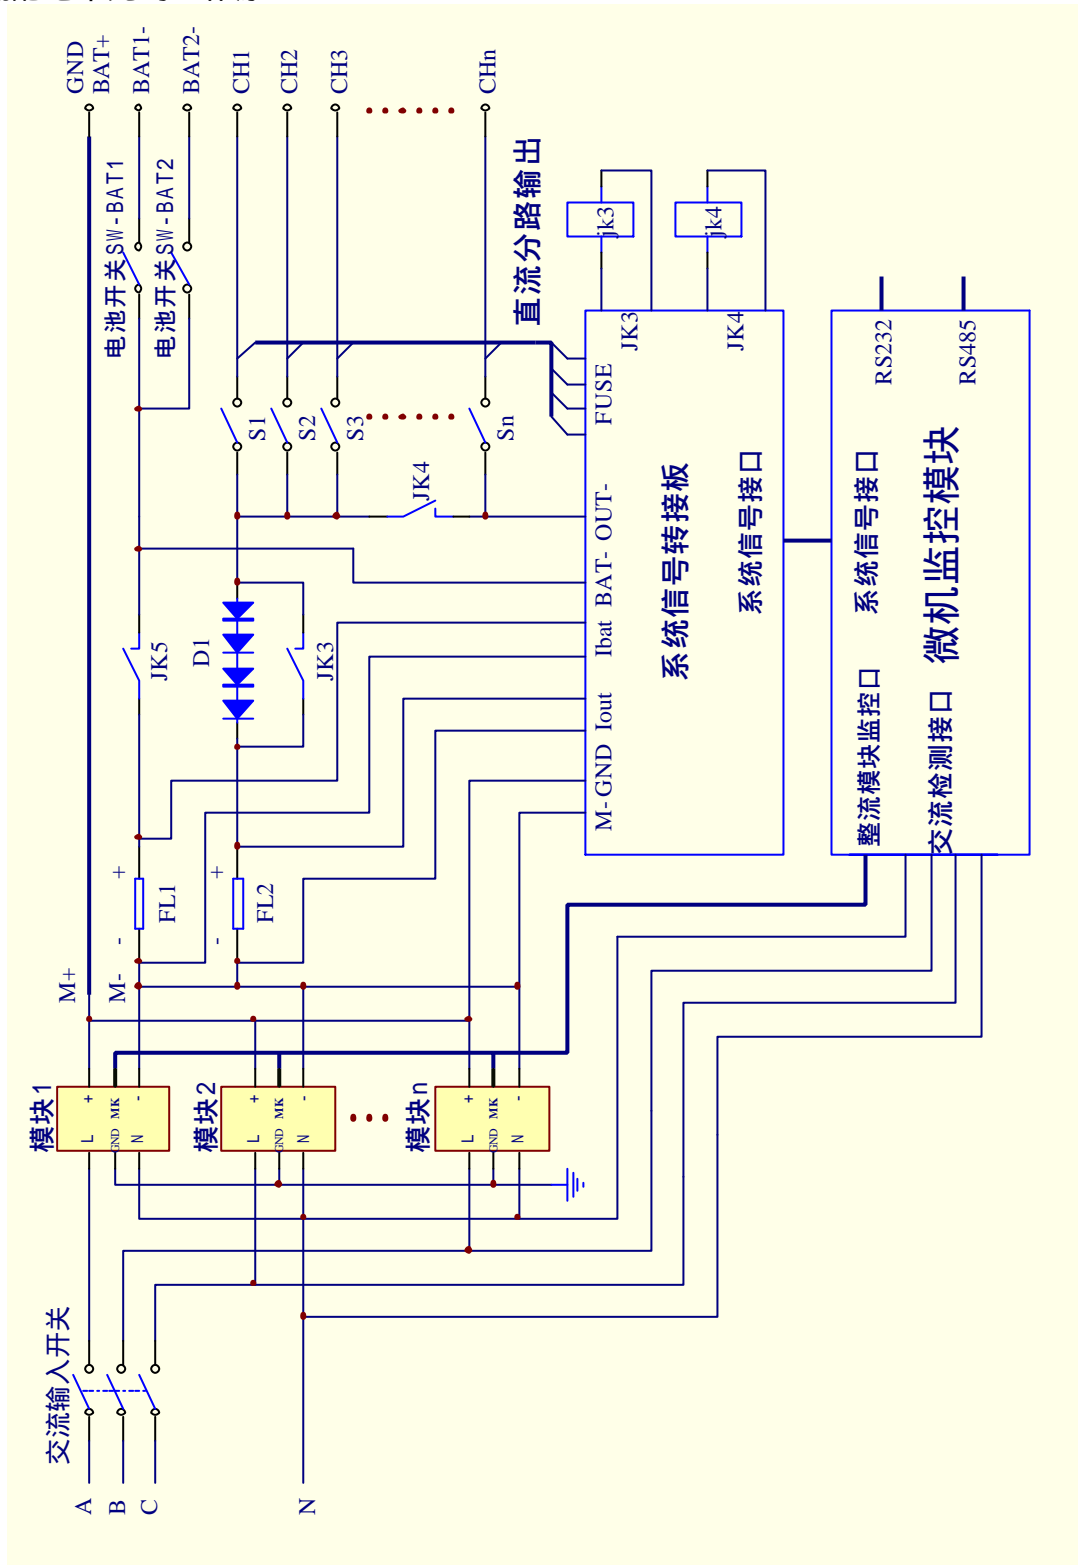 GND
BAT+
BAT1-
BAT2-
CH1
CH2
CH3
CHn
电池开关SW-BAT1
电池开关SW-BAT2
直流分路输出
S1
S2
S3
Sn
JK4
JK5
D1
JK3
jk3
jk4
JK3
JK4
FUSE
OUT-
BAT-
Ibat
Iout
GND
M-
系统信号转接板
系统信号接口
RS232
RS485
系统信号接口
微机监控模块
整流模块监控口
交流检测接口
+
-
FL1
+
-
FL2
M+
M-
模块1
+
MK
-
L
GND
N
模块2
+
MK
-
L
GND
N
模块n
+
MK
-
L
GND
N
交流输入开关
A
B
C
N